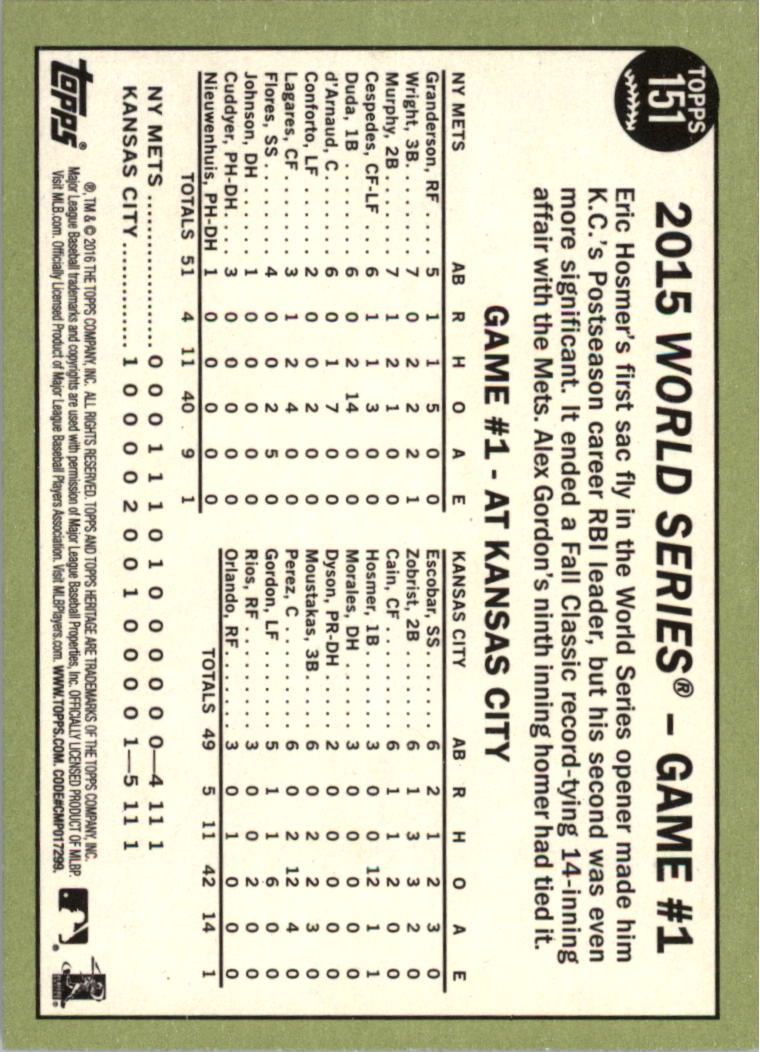 TOPPS
151
2015 WORLD SERIES® – GAME #1
Eric Hosmer's first sac fly in the World Series opener made him
K.C.'s Postseason career RBI leader, but his second was even
more significant. It ended a Fall Classic record-tying 14-inning
affair with the Mets. Alex Gordon's ninth inning homer had tied it.
GAME #1 - AT KANSAS CITY
NY METS AB R H O A E
Granderson, RF .... 5 1 1 5 0 0
Wright, 3B........ 7 0 2 2 2 1
Murphy, 2B ....... 7 1 2 1 0 0
Cespedes, CF-LF ... 6 1 1 3 0 0
Duda, 1B ........ 6 0 2 14 0 0
d'Arnaud, C ....... 6 0 1 7 0 0
Conforto, LF ...... 2 0 0 2 0 0
Lagares, CF ....... 3 1 2 4 0 0
Flores, SS ........ 4 0 0 2 5 0
Johnson, DH ...... 1 0 0 0 0 0
Cuddyer, PH-DH.... 3 0 0 0 0 0
Nieuwenhuis, PH-DH 1 0 0 0 0 0
TOTALS 51 4 11 40 9 1
KANSAS CITY AB R H O A E
Escobar, SS ....... 6 2 1 2 3 0
Zobrist, 2B ....... 6 1 3 3 2 0
Cain, CF ......... 6 1 1 2 0 0
Hosmer, 1B ....... 3 0 0 12 1 1
Morales, DH ...... 3 0 0 0 0 0
Dyson, PR-DH ..... 2 0 0 0 0 0
Moustakas, 3B .... 6 0 2 2 3 0
Perez, C ......... 6 0 2 12 4 0
Gordon, LF ....... 5 1 1 6 0 0
Rios, RF ......... 3 0 0 2 0 0
Orlando, RF....... 3 0 1 0 0 0
TOTALS 49 5 11 42 14 1
NY METS .................. 0 0 0 1 1 1 0 1 0 0 0 0 0 0—4 11 1
KANSAS CITY ............. 1 0 0 0 0 2 0 0 1 0 0 0 0 1—5 11 1
topps®
®, TM & © 2016 THE TOPPS COMPANY, INC. ALL RIGHTS RESERVED. TOPPS AND TOPPS HERITAGE ARE TRADEMARKS OF THE TOPPS COMPANY, INC.
Major League Baseball trademarks and copyrights are used with permission of Major League Baseball Properties, Inc. OFFICIALLY LICENSED PRODUCT OF MLBP.
Visit MLB.com. Officially Licensed Product of Major League Baseball Players Association. Visit MLBPlayers.com. WWW.TOPPS.COM. CODE#CMP017299.